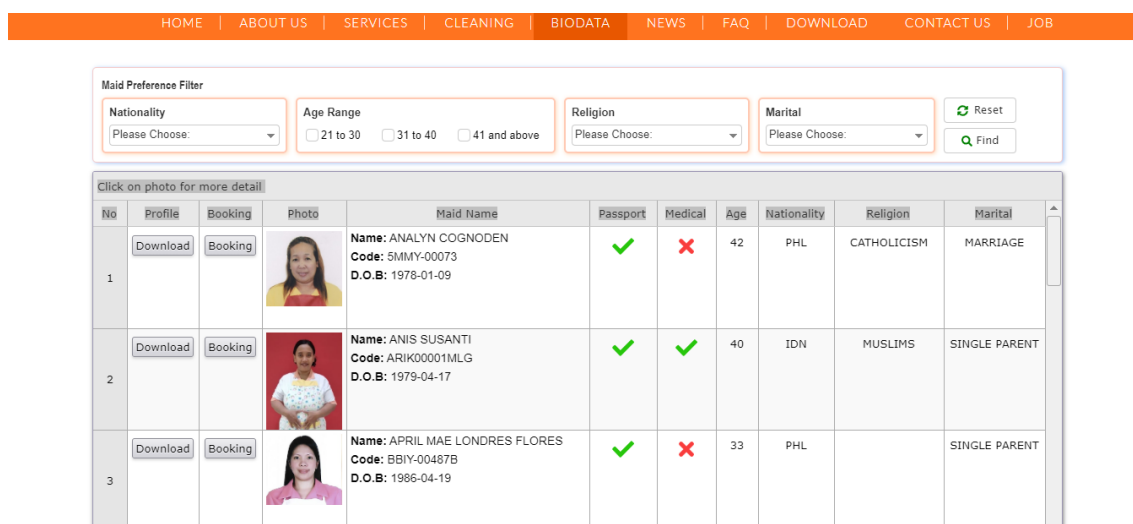 HOME | ABOUT US | SERVICES | CLEANING | BIODATA NEWS | FAQ | DOWNLOAD CONTACT US | JOB
Maid Preference Filter
Nationality Age Range Religion Marital Reset
Please Choose: 21 to 30 31 to 40 41 and above Please Choose: Please Choose: Find
Click on photo for more detail
No Profile Booking Photo Maid Name Passport Medical Age Nationality Religion Marital
1 Download Booking Name: ANALYN COGNODEN 42 PHL CATHOLICISM MARRIAGE
Code: 5MMY-00073
D.O.B: 1978-01-09
2 Download Booking Name: ANIS SUSANTI 40 IDN MUSLIMS SINGLE PARENT
Code: ARIK00001MLG
D.O.B: 1979-04-17
3 Download Booking Name: APRIL MAE LONDRES FLORES 33 PHL SINGLE PARENT
Code: BBIY-00487B
D.O.B: 1986-04-19